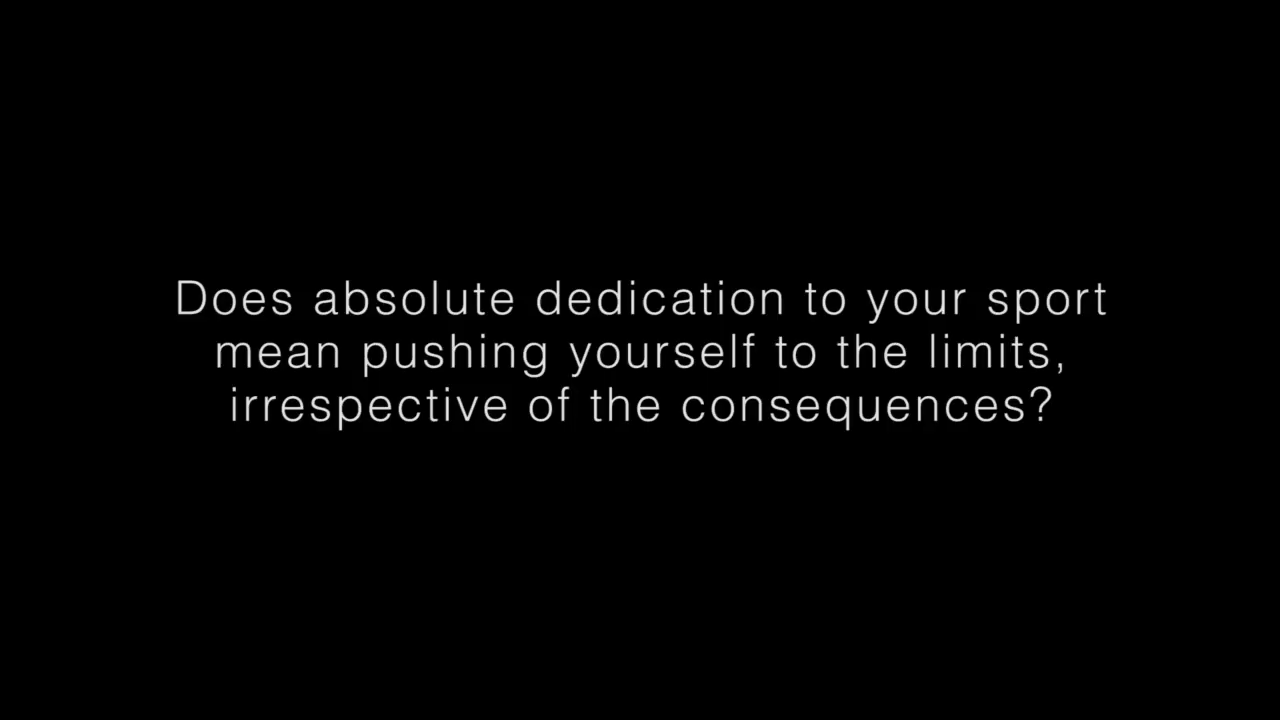 Does absolute dedication to your sport
mean pushing yourself to the limits,
irrespective of the consequences?